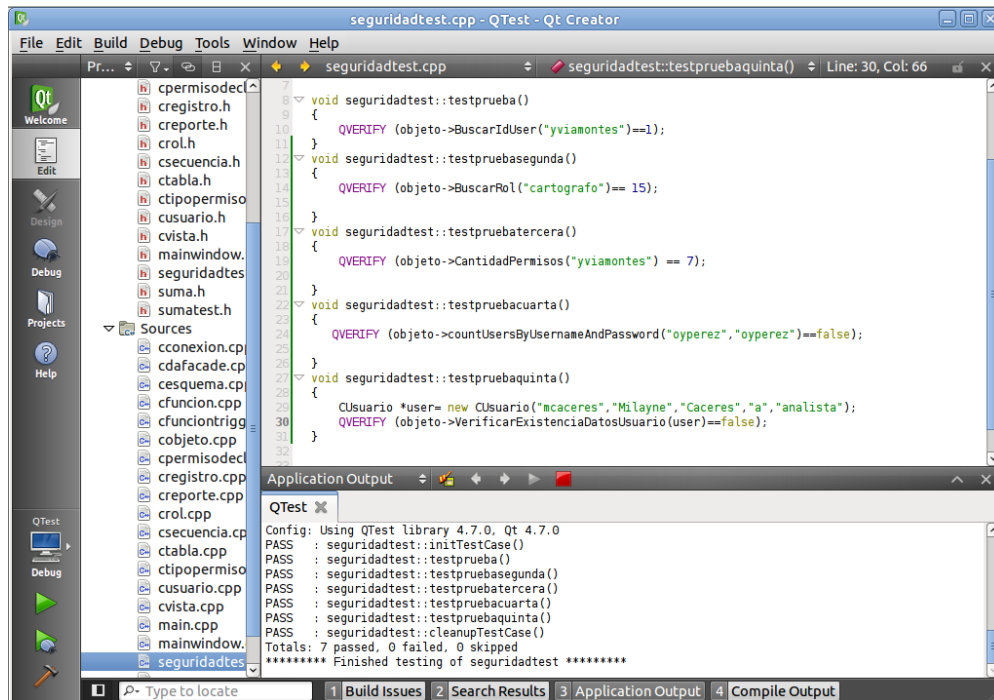 seguridadtest.cpp - QTest - Qt Creator
File Edit Build Debug Tools Window Help
Pr... seguridadtest.cpp seguridadtest::testpruebaquinta() Line: 30, Col: 66
Welcome
Edit
Design
Debug
Projects
Help
QTest
Debug
cpermisodecl
cregistro.h
creporte.h
crol.h
csecuencia.h
ctabla.h
ctipopermiso
cusuario.h
cvista.h
mainwindow.
seguridadtes
suma.h
sumatest.h
Sources
cconexion.cpp
cdafacade.cp
cesquema.cpp
cfuncion.cpp
cfunciontrigg
cobjeto.cpp
cpermisodecl
cregistro.cpp
creporte.cpp
crol.cpp
csecuencia.cp
ctabla.cpp
ctipopermiso
cusuario.cpp
cvista.cpp
main.cpp
mainwindow.
seguridadtes
7
8 void seguridadtest::testprueba()
9 {
10 QVERIFY (objeto->BuscarIdUser("yviamontes")==1);
11 }
12 void seguridadtest::testpruebasegunda()
13 {
14 QVERIFY (objeto->BuscarRol("cartografo")== 15);
15
16 }
17 void seguridadtest::testpruebatercera()
18 {
19 QVERIFY (objeto->CantidadPermisos("yviamontes") == 7);
20
21 }
22 void seguridadtest::testpruebacuarta()
23 {
24 QVERIFY (objeto->countUsersByUsernameAndPassword("oyperez","oyperez")==false);
25
26 }
27 void seguridadtest::testpruebaquinta()
28 {
29 CUsuario *user= new CUsuario("mcaceres","Milayne","Caceres","a","analista");
30 QVERIFY (objeto->VerificarExistenciaDatosUsuario(user)==false);
31 }
32
Application Output
QTest
Config: Using QTest library 4.7.0, Qt 4.7.0
PASS : seguridadtest::initTestCase()
PASS : seguridadtest::testprueba()
PASS : seguridadtest::testpruebasegunda()
PASS : seguridadtest::testpruebatercera()
PASS : seguridadtest::testpruebacuarta()
PASS : seguridadtest::testpruebaquinta()
PASS : seguridadtest::cleanupTestCase()
Totals: 7 passed, 0 failed, 0 skipped
********* Finished testing of seguridadtest *********
Type to locate 1 Build Issues 2 Search Results 3 Application Output 4 Compile Output